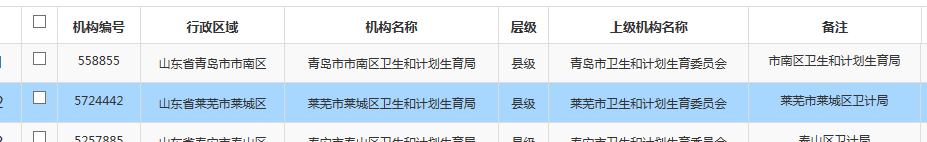 机构编号 行政区域 机构名称 层级 上级机构名称 备注
558855 山东省青岛市市南区 青岛市市南区卫生和计划生育局 县级 青岛市卫生和计划生育委员会 市南区卫生和计划生育局
2 5724442 山东省莱芜市莱城区 莱芜市莱城区卫生和计划生育局 县级 莱芜市卫生和计划生育委员会 莱芜市莱城区卫计局
5257885 山东省泰安市泰山区 泰安市泰山区卫生和计划生育局 县级 泰安市卫生和计划生育委员会 泰山区卫计局